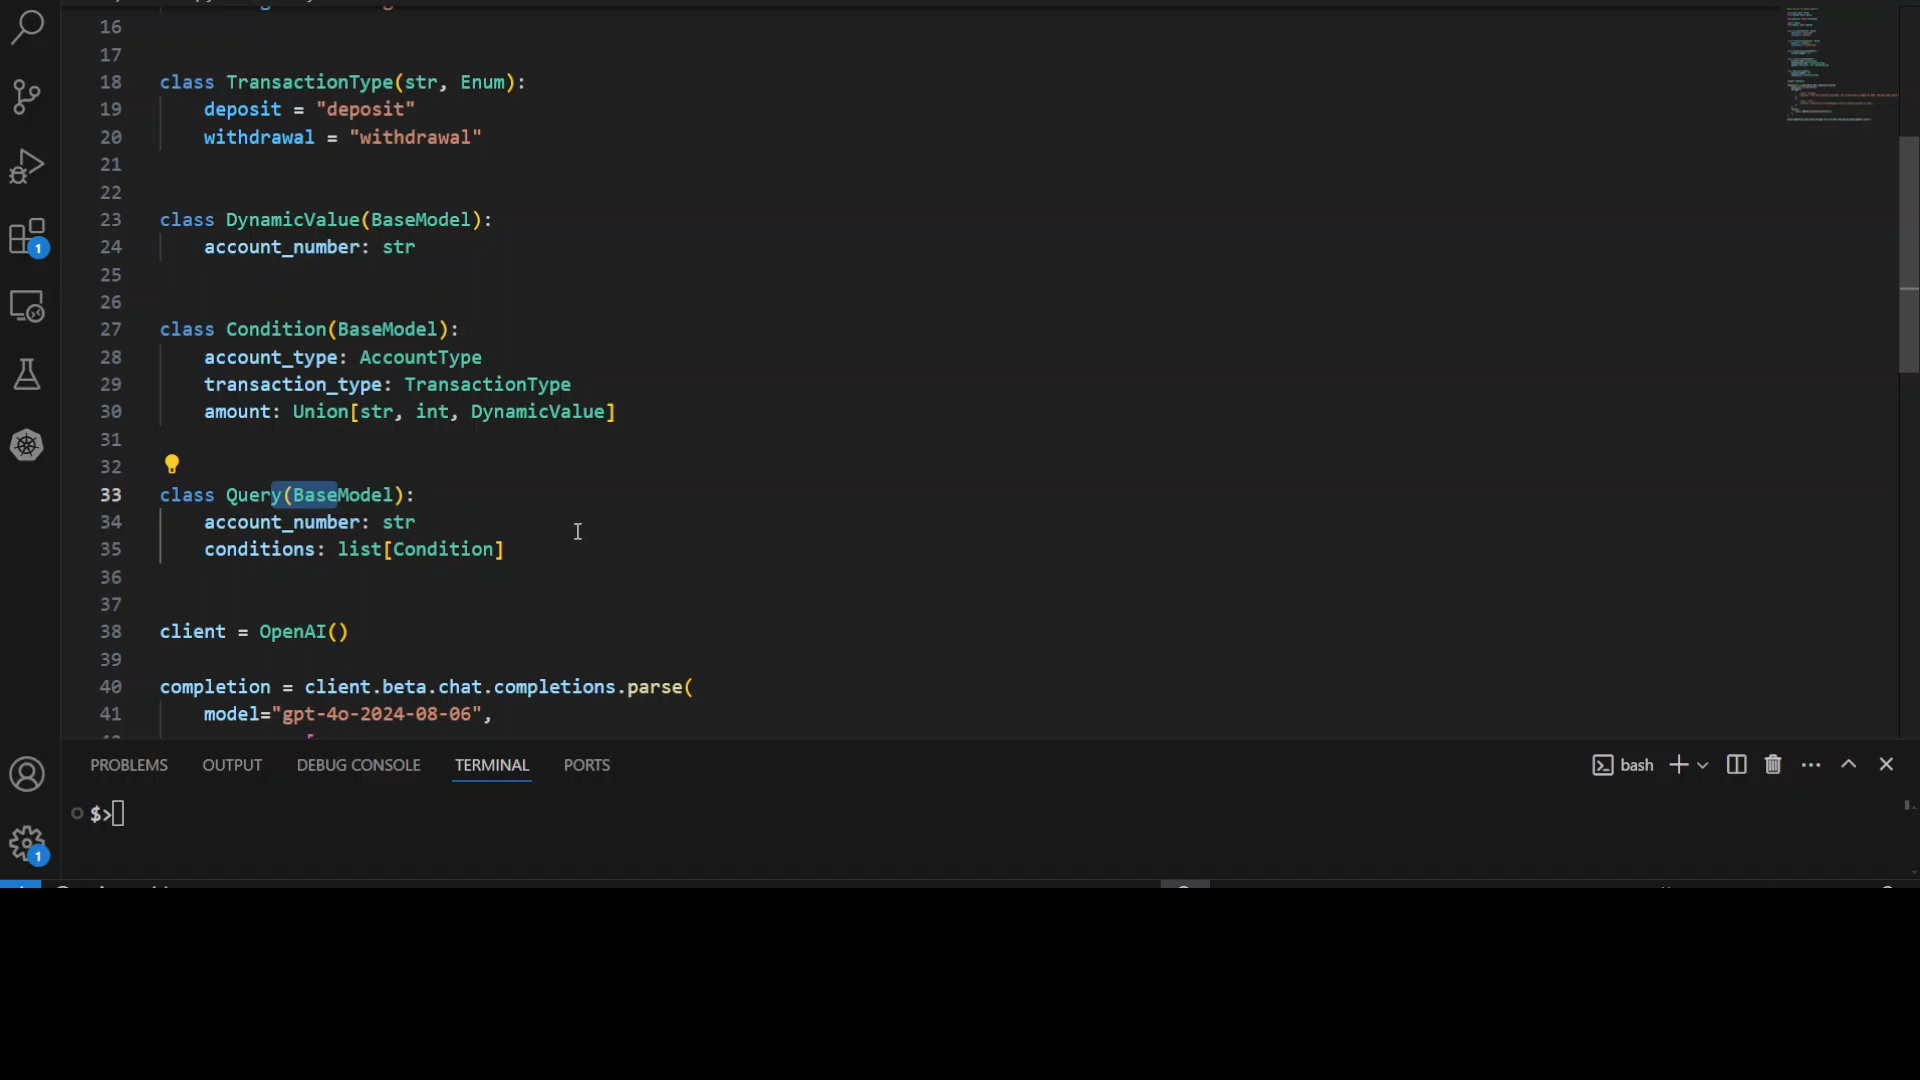 16
17
18 class TransactionType(str, Enum):
19 deposit = "deposit"
20 withdrawal = "withdrawal"
21
22
23 class DynamicValue(BaseModel):
24 account_number: str
25
26
27 class Condition(BaseModel):
28 account_type: AccountType
29 transaction_type: TransactionType
30 amount: Union[str, int, DynamicValue]
31
32
33 class Query(BaseModel):
34 account_number: str
35 conditions: list[Condition]
36
37
38 client = OpenAI()
39
40 completion = client.beta.chat.completions.parse(
41 model="gpt-4o-2024-08-06",
1
1
PROBLEMS OUTPUT DEBUG CONSOLE TERMINAL PORTS bash
$>